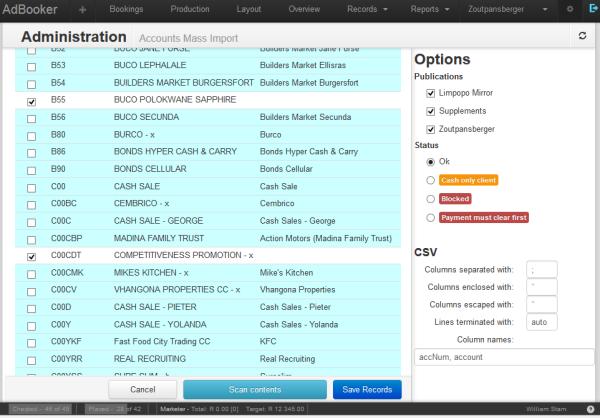 AdBooker + Bookings Production Layout Overview Records Reports Zoutpansberger
Administration Accounts Mass Import
B52 BUCO JANE FURSE Builders Market Jane Furse
B53 BUCO LEPHALALE Builders Market Ellisras
B54 BUILDERS MARKET BURGERSFORT Builders Market Burgersfort
B55 BUCO POLOKWANE SAPPHIRE
B56 BUCO SECUNDA Builders Market Secunda
B80 BURCO - x Burco
B86 BONDS HYPER CASH & CARRY Bonds Hyper Cash & Carry
B90 BONDS CELLULAR Bonds Cellular
C00 CASH SALE Cash Sale
C00BC CEMBRICO - x Cembrico
C00C CASH SALE - GEORGE Cash Sales - George
C00CBP MADINA FAMILY TRUST Action Motors (Madina Family Trust)
C00CDT COMPETITIVENESS PROMOTION - x
C00CMK MIKES KITCHEN - x Mike's Kitchen
C00CV VHANGONA PROPERTIES CC - x Vhangona Properties
C00D CASH SALE - PIETER Cash Sales - Pieter
C00Y CASH SALE - YOLANDA Cash Sales - Yolanda
C00YKF Fast Food City Trading CC KFC
C00YRR REAL RECRUITING Real Recruiting
Cancel Scan contents Save Records
Options
Publications
Limpopo Mirror
Supplements
Zoutpansberger
Status
Ok
Cash only client
Blocked
Payment must clear first
CSV
Columns separated with: ;
Columns enclosed with: "
Columns escaped with: "
Lines terminated with: auto
Column names:
accNum, account
Checked - 46 of 46 Placed - 28 of 42 Marketer - Total: R 0.00 [0] Target: R 12 345.00 William Stam